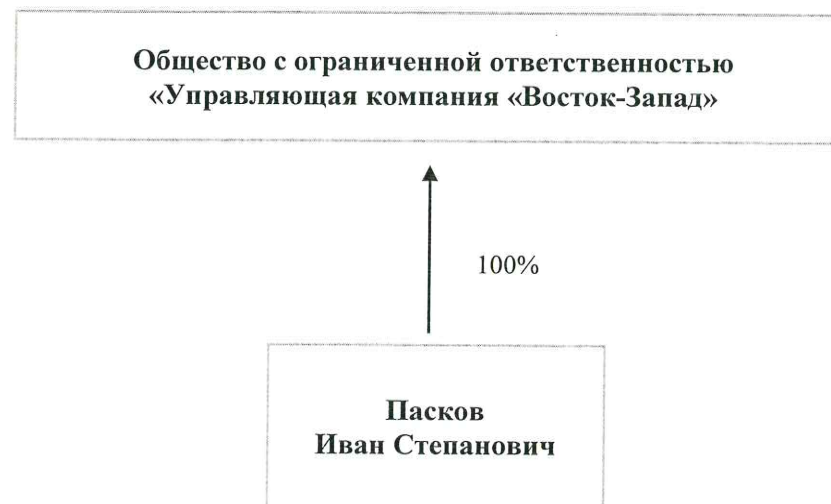 Общество с ограниченной ответственностью
«Управляющая компания «Восток-Запад»
100%
Пасков
Иван Степанович